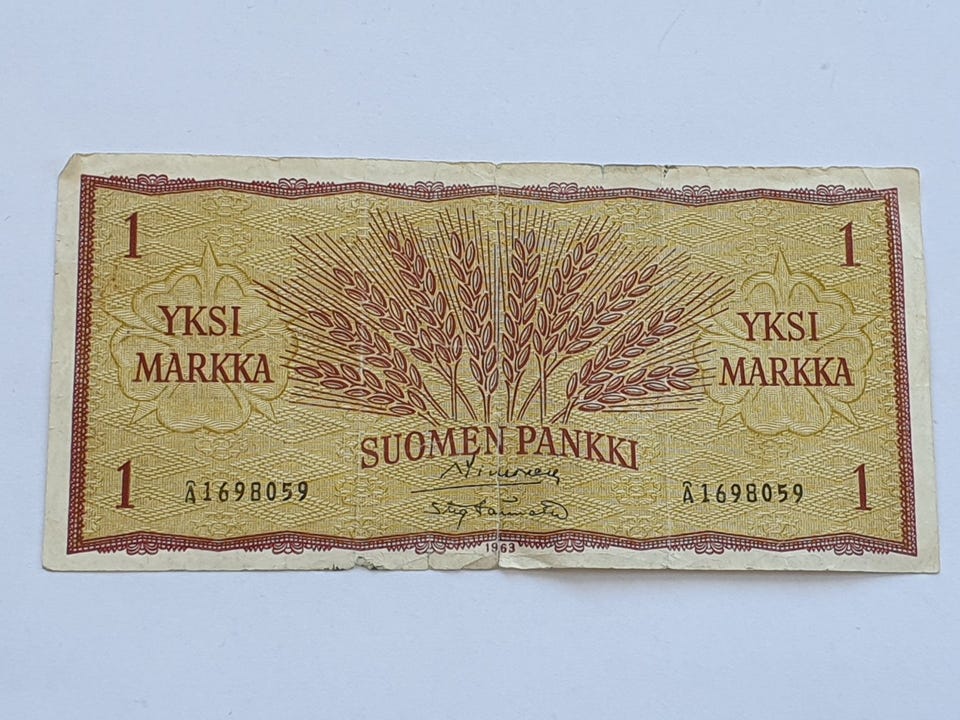 1 1
YKSI MARKKA
YKSI MARKKA
SUOMEN PANKKI
1 Â1698059
Â1698059 1
1963